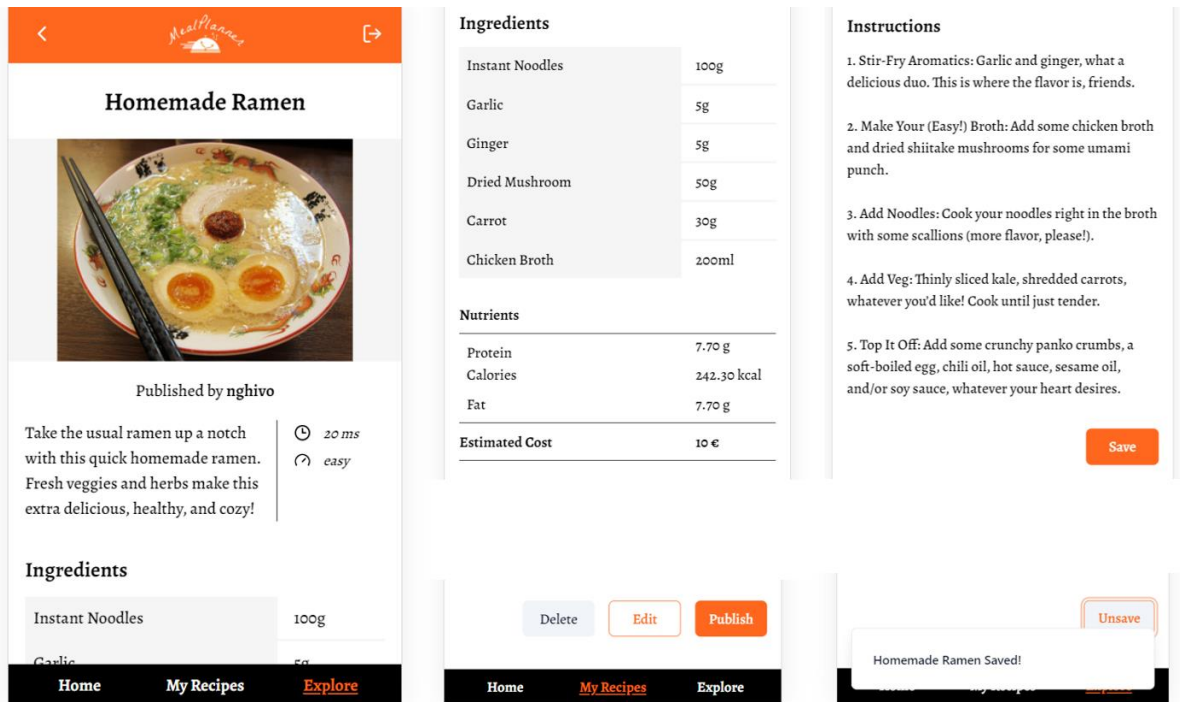 MealPlanner
Homemade Ramen
Published by nghivo
Take the usual ramen up a notch
with this quick homemade ramen.
Fresh veggies and herbs make this
extra delicious, healthy, and cozy!
20 ms
easy
Ingredients
Instant Noodles 100g
Garlic 5g
Home My Recipes Explore
Ingredients
Instant Noodles 100g
Garlic 5g
Ginger 5g
Dried Mushroom 50g
Carrot 30g
Chicken Broth 200ml
Nutrients
Protein 7.70 g
Calories 242.30 kcal
Fat 7.70 g
Estimated Cost 10 €
Delete Edit Publish
Home My Recipes Explore
Instructions
1. Stir-Fry Aromatics: Garlic and ginger, what a
delicious duo. This is where the flavor is, friends.
2. Make Your (Easy!) Broth: Add some chicken broth
and dried shiitake mushrooms for some umami
punch.
3. Add Noodles: Cook your noodles right in the broth
with some scallions (more flavor, please!).
4. Add Veg: Thinly sliced kale, shredded carrots,
whatever you'd like! Cook until just tender.
5. Top It Off: Add some crunchy panko crumbs, a
soft-boiled egg, chili oil, hot sauce, sesame oil,
and/or soy sauce, whatever your heart desires.
Save
Unsave
Homemade Ramen Saved!